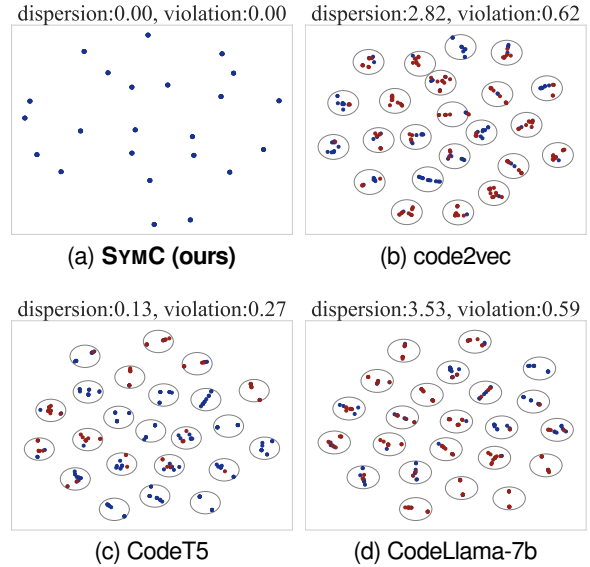 dispersion:0.00, violation:0.00
dispersion:2.82, violation:0.62
(a) SYMC (ours)
(b) code2vec
dispersion:0.13, violation:0.27
dispersion:3.53, violation:0.59
(c) CodeT5
(d) CodeLlama-7b